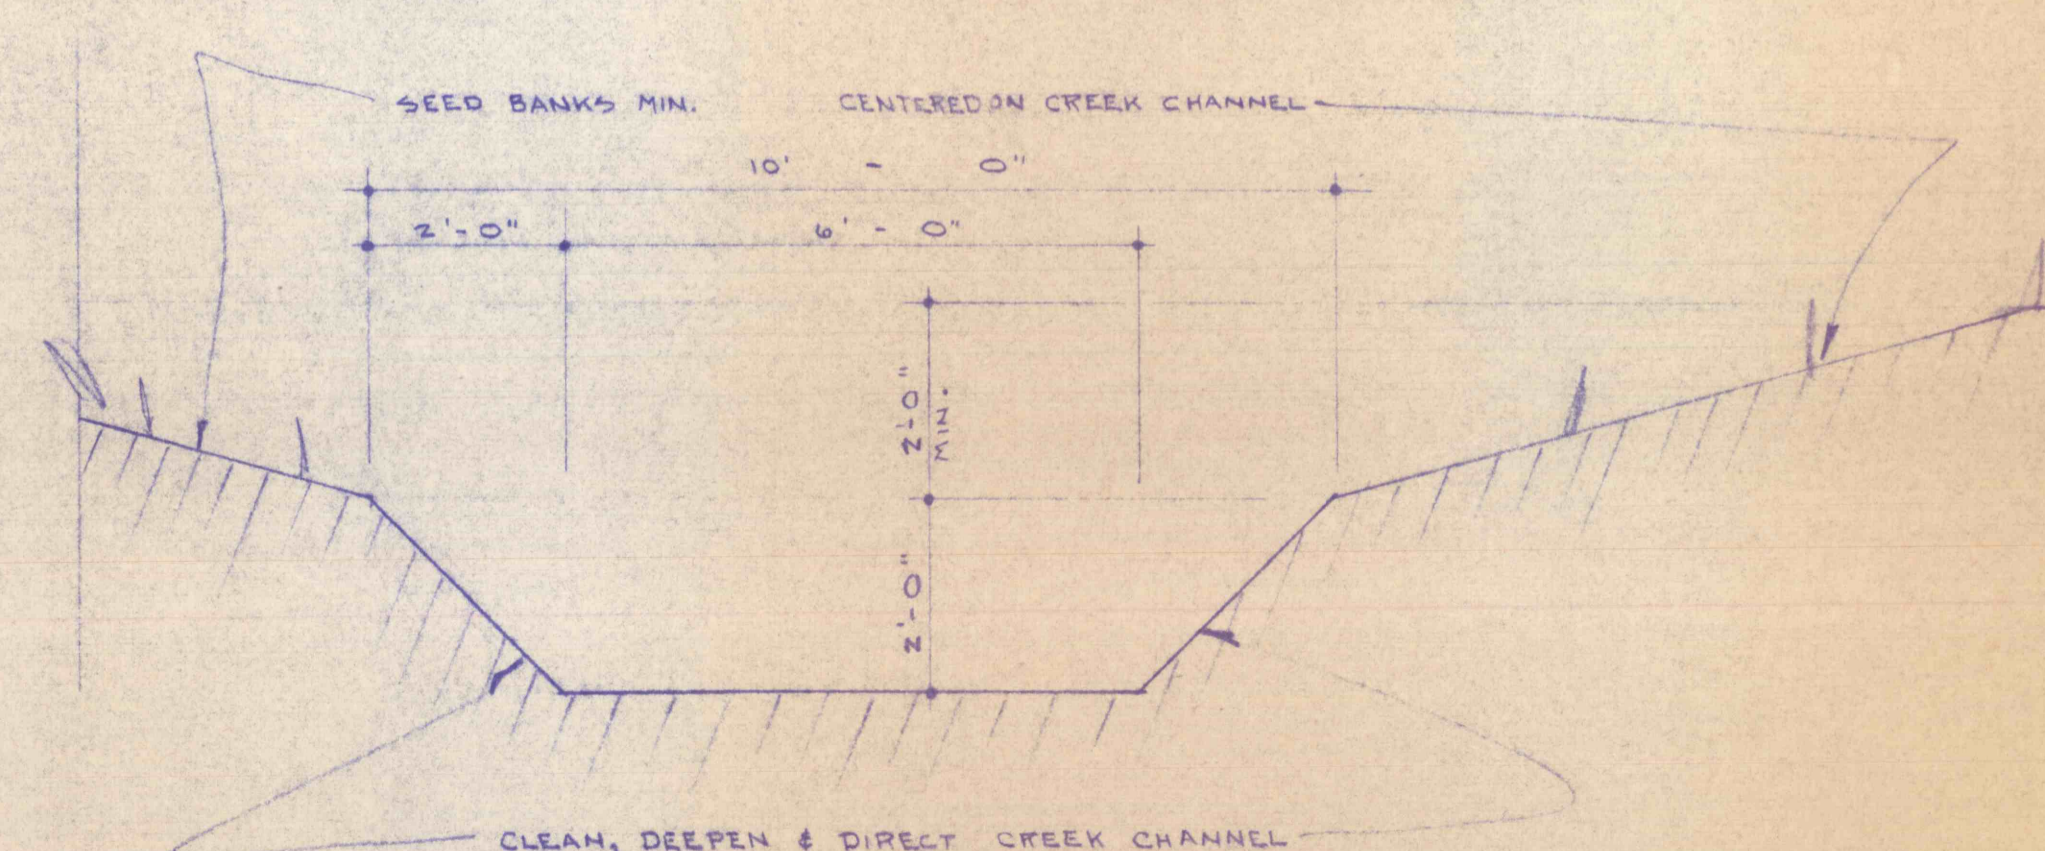 SEED BANKS MIN. CENTERED ON CREEK CHANNEL
10' - 0"
2'-0" 6' - 0"
2'-0"
MIN.
2'-0"
CLEAN, DEEPEN & DIRECT CREEK CHANNEL